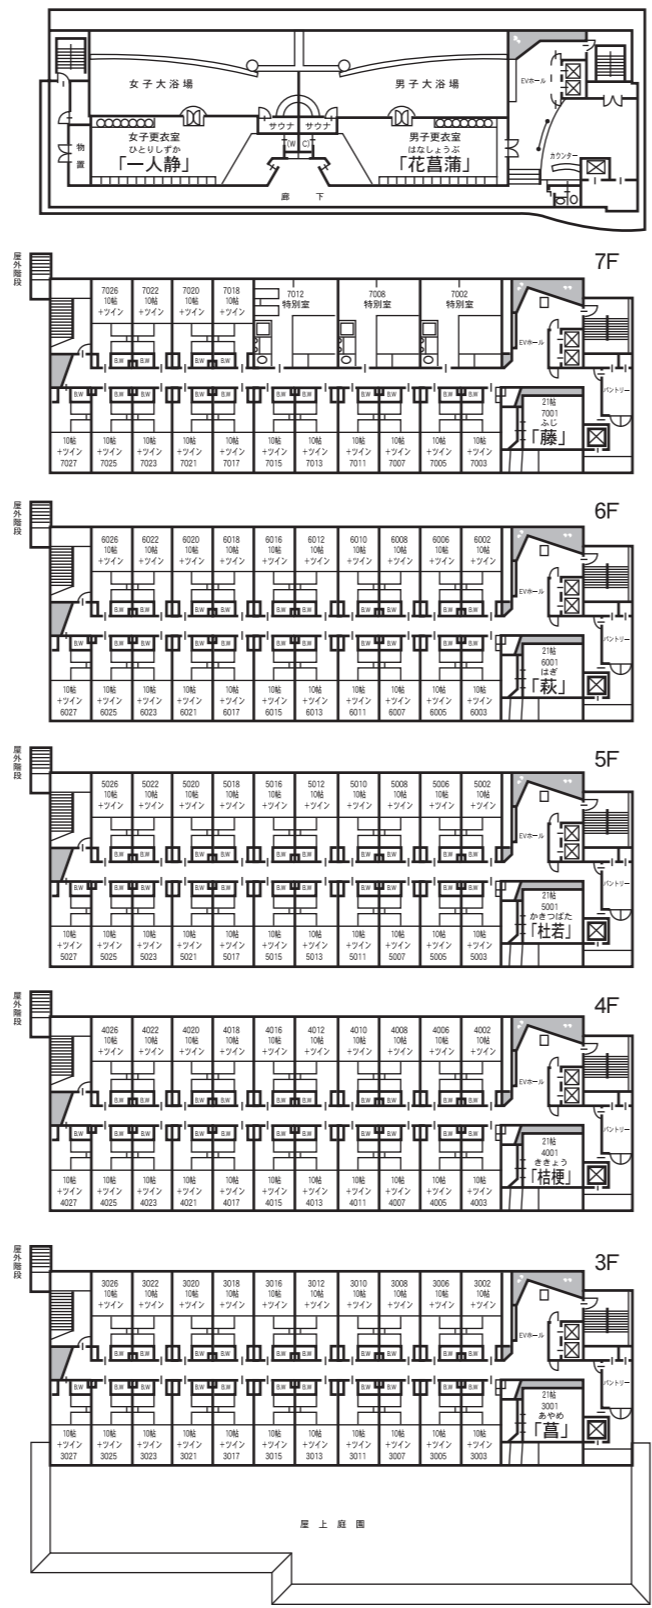 女子大浴場
男子大浴場
EVホール
サウナ
サウナ
女子更衣室
ひとりしずか
「一人静」
(W
C)
男子更衣室
はなしょうぶ
「花菖蒲」
カウンター
物置
廊下
7F
屋外階段
7026 7022 7020 7018 7012 7008 7002
10帖 10帖 10帖 10帖 特別室 特別室 特別室
+ツイン +ツイン +ツイン +ツイン
EVホール
B.W B.W B.W B.W
パントリー
B.W B.W B.W B.W B.W B.W B.W B.W B.W B.W
21帖
7001
ふじ
「藤」
10帖 10帖 10帖 10帖 10帖 10帖 10帖 10帖 10帖 10帖 10帖
+ツイン +ツイン +ツイン +ツイン +ツイン +ツイン +ツイン +ツイン +ツイン +ツイン +ツイン
7027 7025 7023 7021 7017 7015 7013 7011 7007 7005 7003
6F
屋外階段
6026 6022 6020 6018 6016 6012 6010 6008 6006 6002
10帖 10帖 10帖 10帖 10帖 10帖 10帖 10帖 10帖 10帖
+ツイン +ツイン +ツイン +ツイン +ツイン +ツイン +ツイン +ツイン +ツイン +ツイン
EVホール
B.W B.W B.W B.W B.W B.W B.W B.W B.W B.W
パントリー
B.W B.W B.W B.W B.W B.W B.W B.W B.W B.W B.W
21帖
6001
はぎ
「萩」
10帖 10帖 10帖 10帖 10帖 10帖 10帖 10帖 10帖 10帖 10帖
+ツイン +ツイン +ツイン +ツイン +ツイン +ツイン +ツイン +ツイン +ツイン +ツイン +ツイン
6027 6025 6023 6021 6017 6015 6013 6011 6007 6005 6003
5F
屋外階段
5026 5022 5020 5018 5016 5012 5010 5008 5006 5002
10帖 10帖 10帖 10帖 10帖 10帖 10帖 10帖 10帖 10帖
+ツイン +ツイン +ツイン +ツイン +ツイン +ツイン +ツイン +ツイン +ツイン +ツイン
EVホール
B.W B.W B.W B.W B.W B.W B.W B.W B.W B.W
パントリー
B.W B.W B.W B.W B.W B.W B.W B.W B.W B.W B.W
21帖
5001
かきつばた
「杜若」
10帖 10帖 10帖 10帖 10帖 10帖 10帖 10帖 10帖 10帖 10帖
+ツイン +ツイン +ツイン +ツイン +ツイン +ツイン +ツイン +ツイン +ツイン +ツイン +ツイン
5027 5025 5023 5021 5017 5015 5013 5011 5007 5005 5003
4F
屋外階段
4026 4022 4020 4018 4016 4012 4010 4008 4006 4002
10帖 10帖 10帖 10帖 10帖 10帖 10帖 10帖 10帖 10帖
+ツイン +ツイン +ツイン +ツイン +ツイン +ツイン +ツイン +ツイン +ツイン +ツイン
EVホール
B.W B.W B.W B.W B.W B.W B.W B.W B.W B.W
パントリー
B.W B.W B.W B.W B.W B.W B.W B.W B.W B.W B.W
21帖
4001
ききょう
「桔梗」
10帖 10帖 10帖 10帖 10帖 10帖 10帖 10帖 10帖 10帖 10帖
+ツイン +ツイン +ツイン +ツイン +ツイン +ツイン +ツイン +ツイン +ツイン +ツイン +ツイン
4027 4025 4023 4021 4017 4015 4013 4011 4007 4005 4003
3F
屋外階段
3026 3022 3020 3018 3016 3012 3010 3008 3006 3002
10帖 10帖 10帖 10帖 10帖 10帖 10帖 10帖 10帖 10帖
+ツイン +ツイン +ツイン +ツイン +ツイン +ツイン +ツイン +ツイン +ツイン +ツイン
EVホール
B.W B.W B.W B.W B.W B.W B.W B.W B.W B.W
パントリー
B.W B.W B.W B.W B.W B.W B.W B.W B.W B.W B.W
21帖
3001
あやめ
「菖」
10帖 10帖 10帖 10帖 10帖 10帖 10帖 10帖 10帖 10帖 10帖
+ツイン +ツイン +ツイン +ツイン +ツイン +ツイン +ツイン +ツイン +ツイン +ツイン +ツイン
3027 3025 3023 3021 3017 3015 3013 3011 3007 3005 3003
屋上庭園